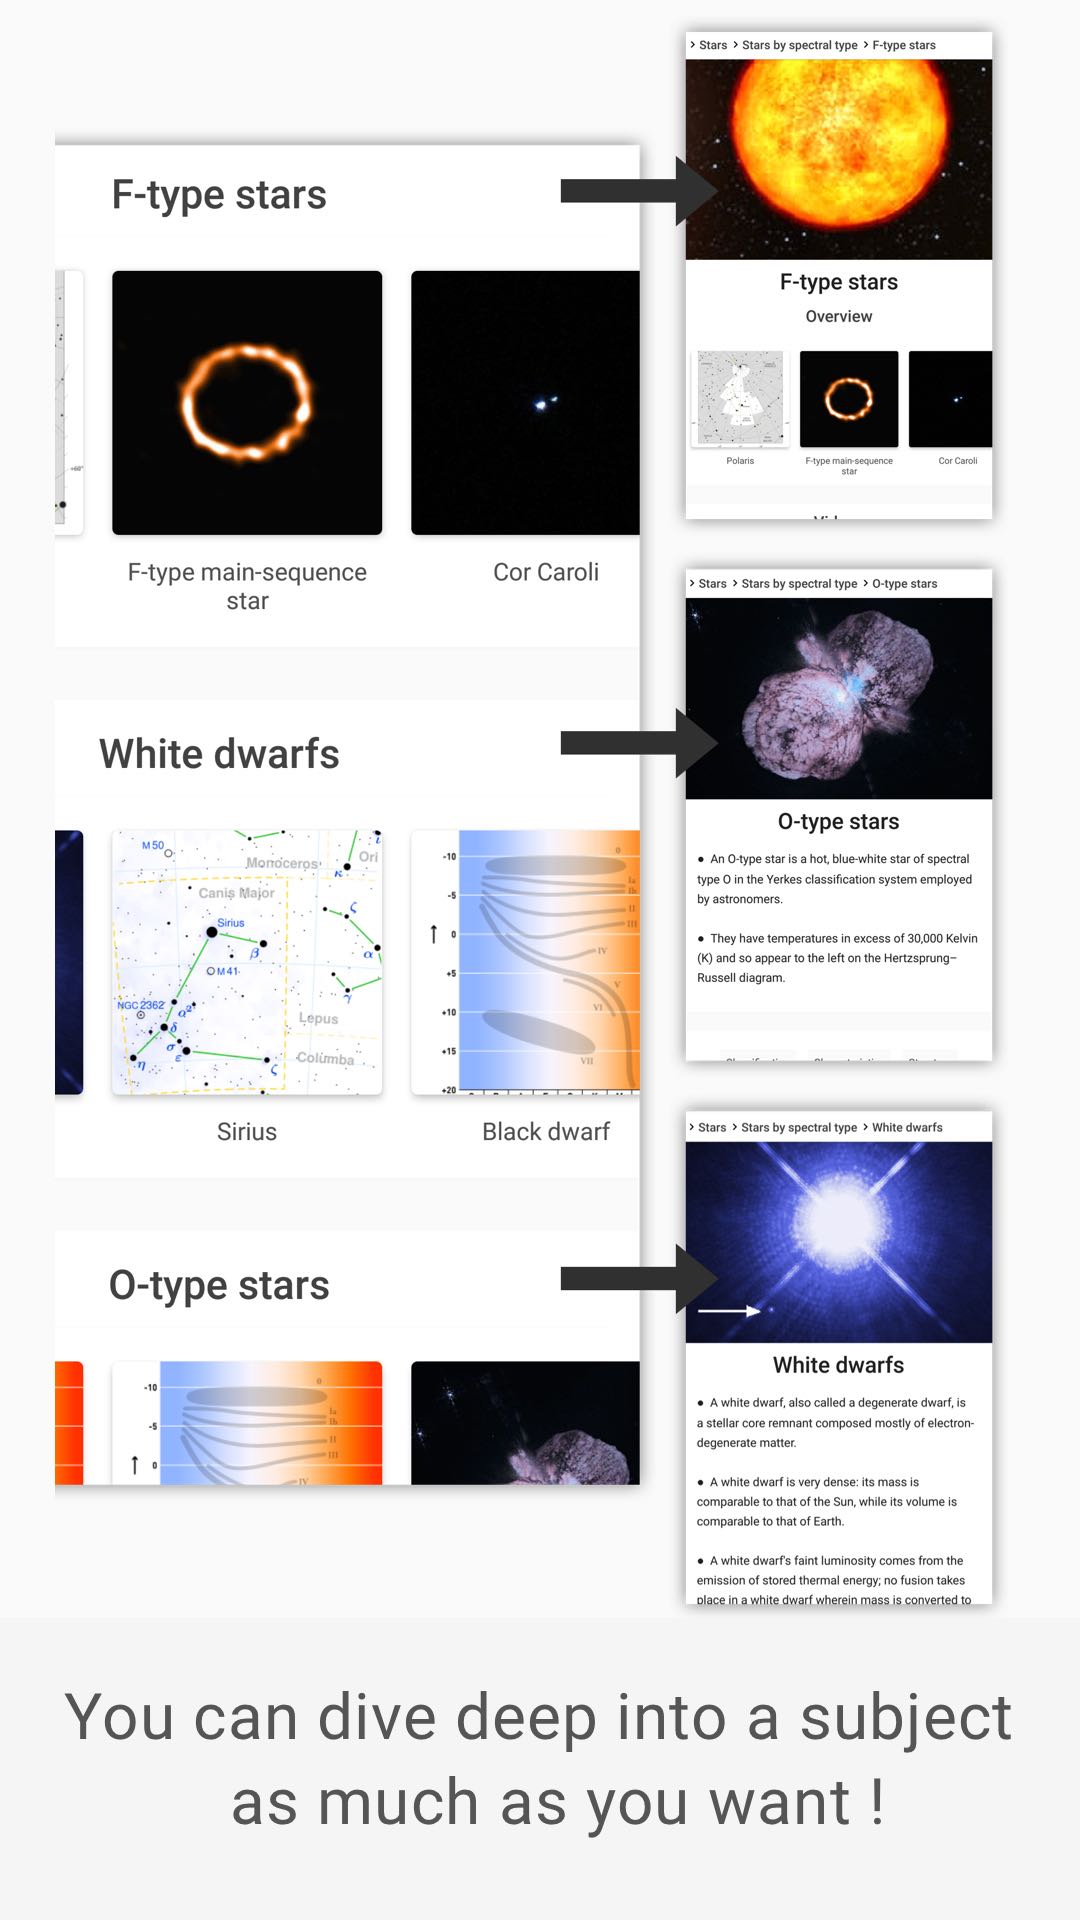 F-type stars
+60°
F-type main-sequence
star
Cor Caroli
White dwarfs
M 50
Monoceros
Ori
κ
Canis Major
Sirius
β
ζ
α
M 41
γ
NGC 2362
α²
δ
σ
ε
η
ζ
Lepus
Columba
-10
-5
0
+5
+10
+15
+20
0
Ia
Ib
II
III
IV
V
VI
VII
Sirius
Black dwarf
O-type stars
-10
-5
0
0
Ia
Ib
II
III
IV
> Stars > Stars by spectral type > F-type stars
F-type stars
Overview
Polaris
F-type main-sequence
star
Cor Caroli
> Stars > Stars by spectral type > O-type stars
O-type stars
● An O-type star is a hot, blue-white star of spectral
type O in the Yerkes classification system employed
by astronomers.
● They have temperatures in excess of 30,000 Kelvin
(K) and so appear to the left on the Hertzsprung–
Russell diagram.
> Stars > Stars by spectral type > White dwarfs
White dwarfs
● A white dwarf, also called a degenerate dwarf, is
a stellar core remnant composed mostly of electron-
degenerate matter.
● A white dwarf is very dense: its mass is
comparable to that of the Sun, while its volume is
comparable to that of Earth.
● A white dwarf's faint luminosity comes from the
emission of stored thermal energy; no fusion takes
place in a white dwarf wherein mass is converted to
You can dive deep into a subject
as much as you want !